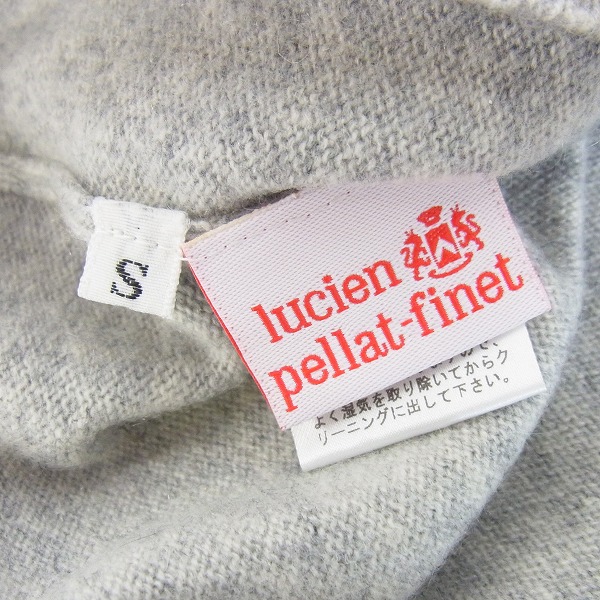 S
lucien
pellat-finet
よく湿気を取り除いてからク
リーニングに出して下さい。